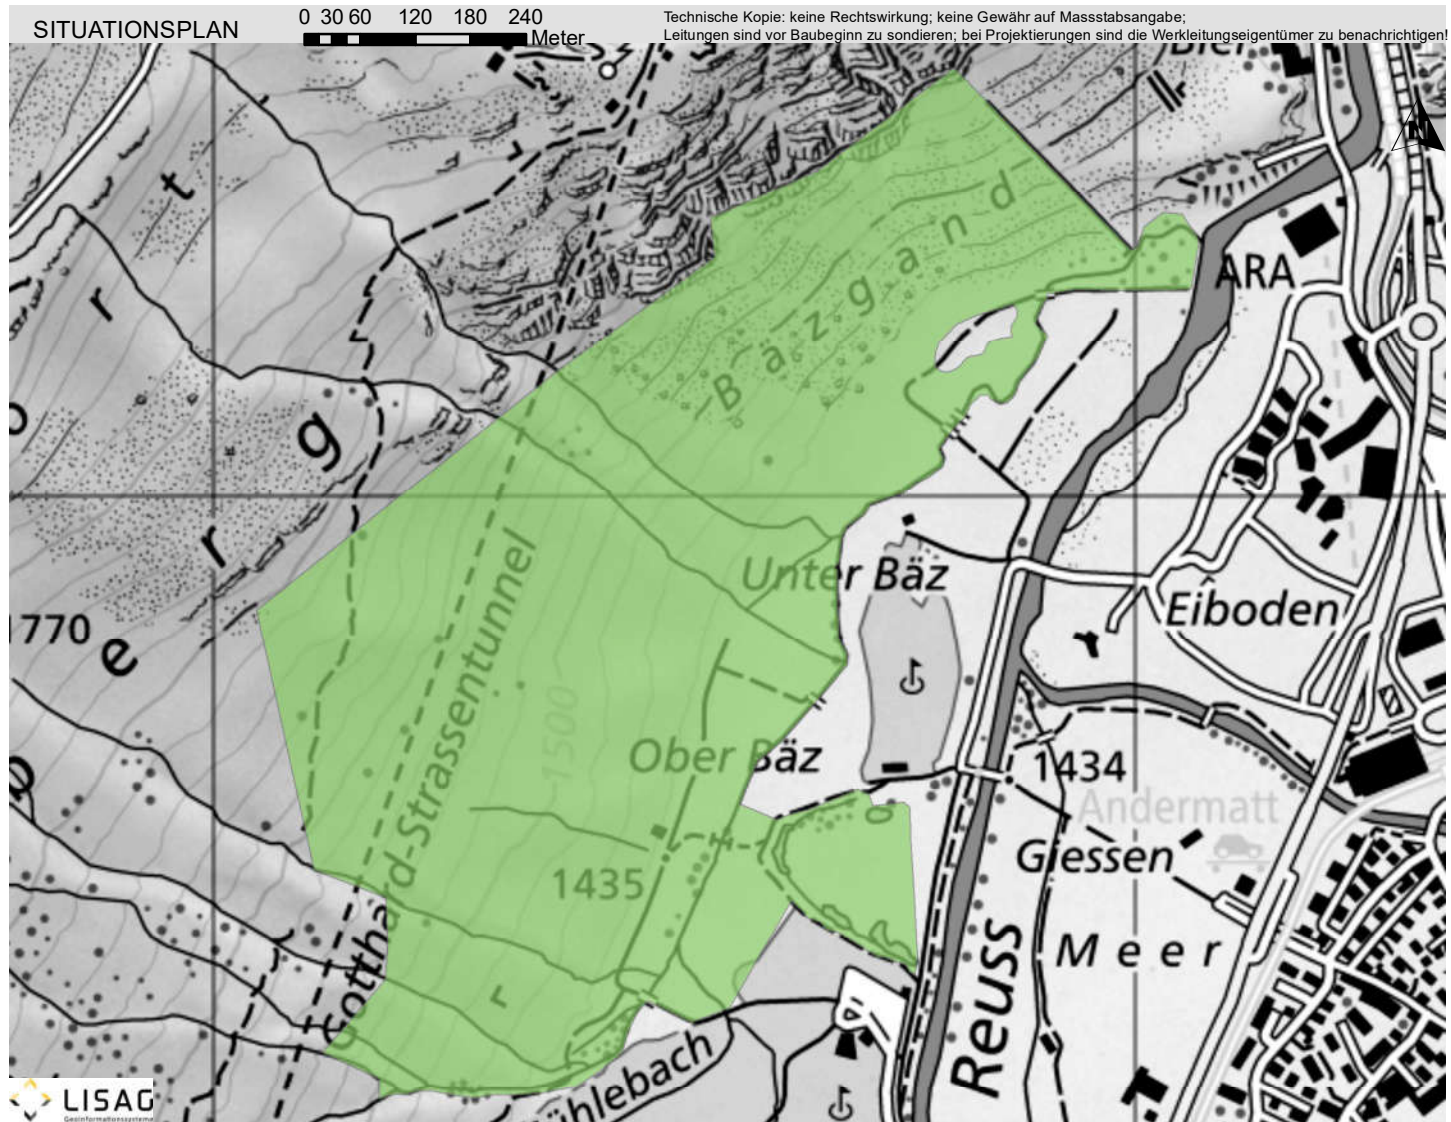 SITUATIONSPLAN
0 30 60 120 180 240
Meter
Technische Kopie: keine Rechtswirkung; keine Gewähr auf Massstabsangabe;
Leitungen sind vor Baubeginn zu sondieren; bei Projektierungen sind die Werkleitungseigentümer zu benachrichtigen!
N
t
r
Bäzgand
ARA
g
r
e
Unter Bäz
Eiboden
1770
Gotthard-Strassentunnel
1500
Ober Bäz
1434
Andermatt
Giessen
1435
Meer
r
Reuss
ühlebach
LISAG
Geoinformationssysteme